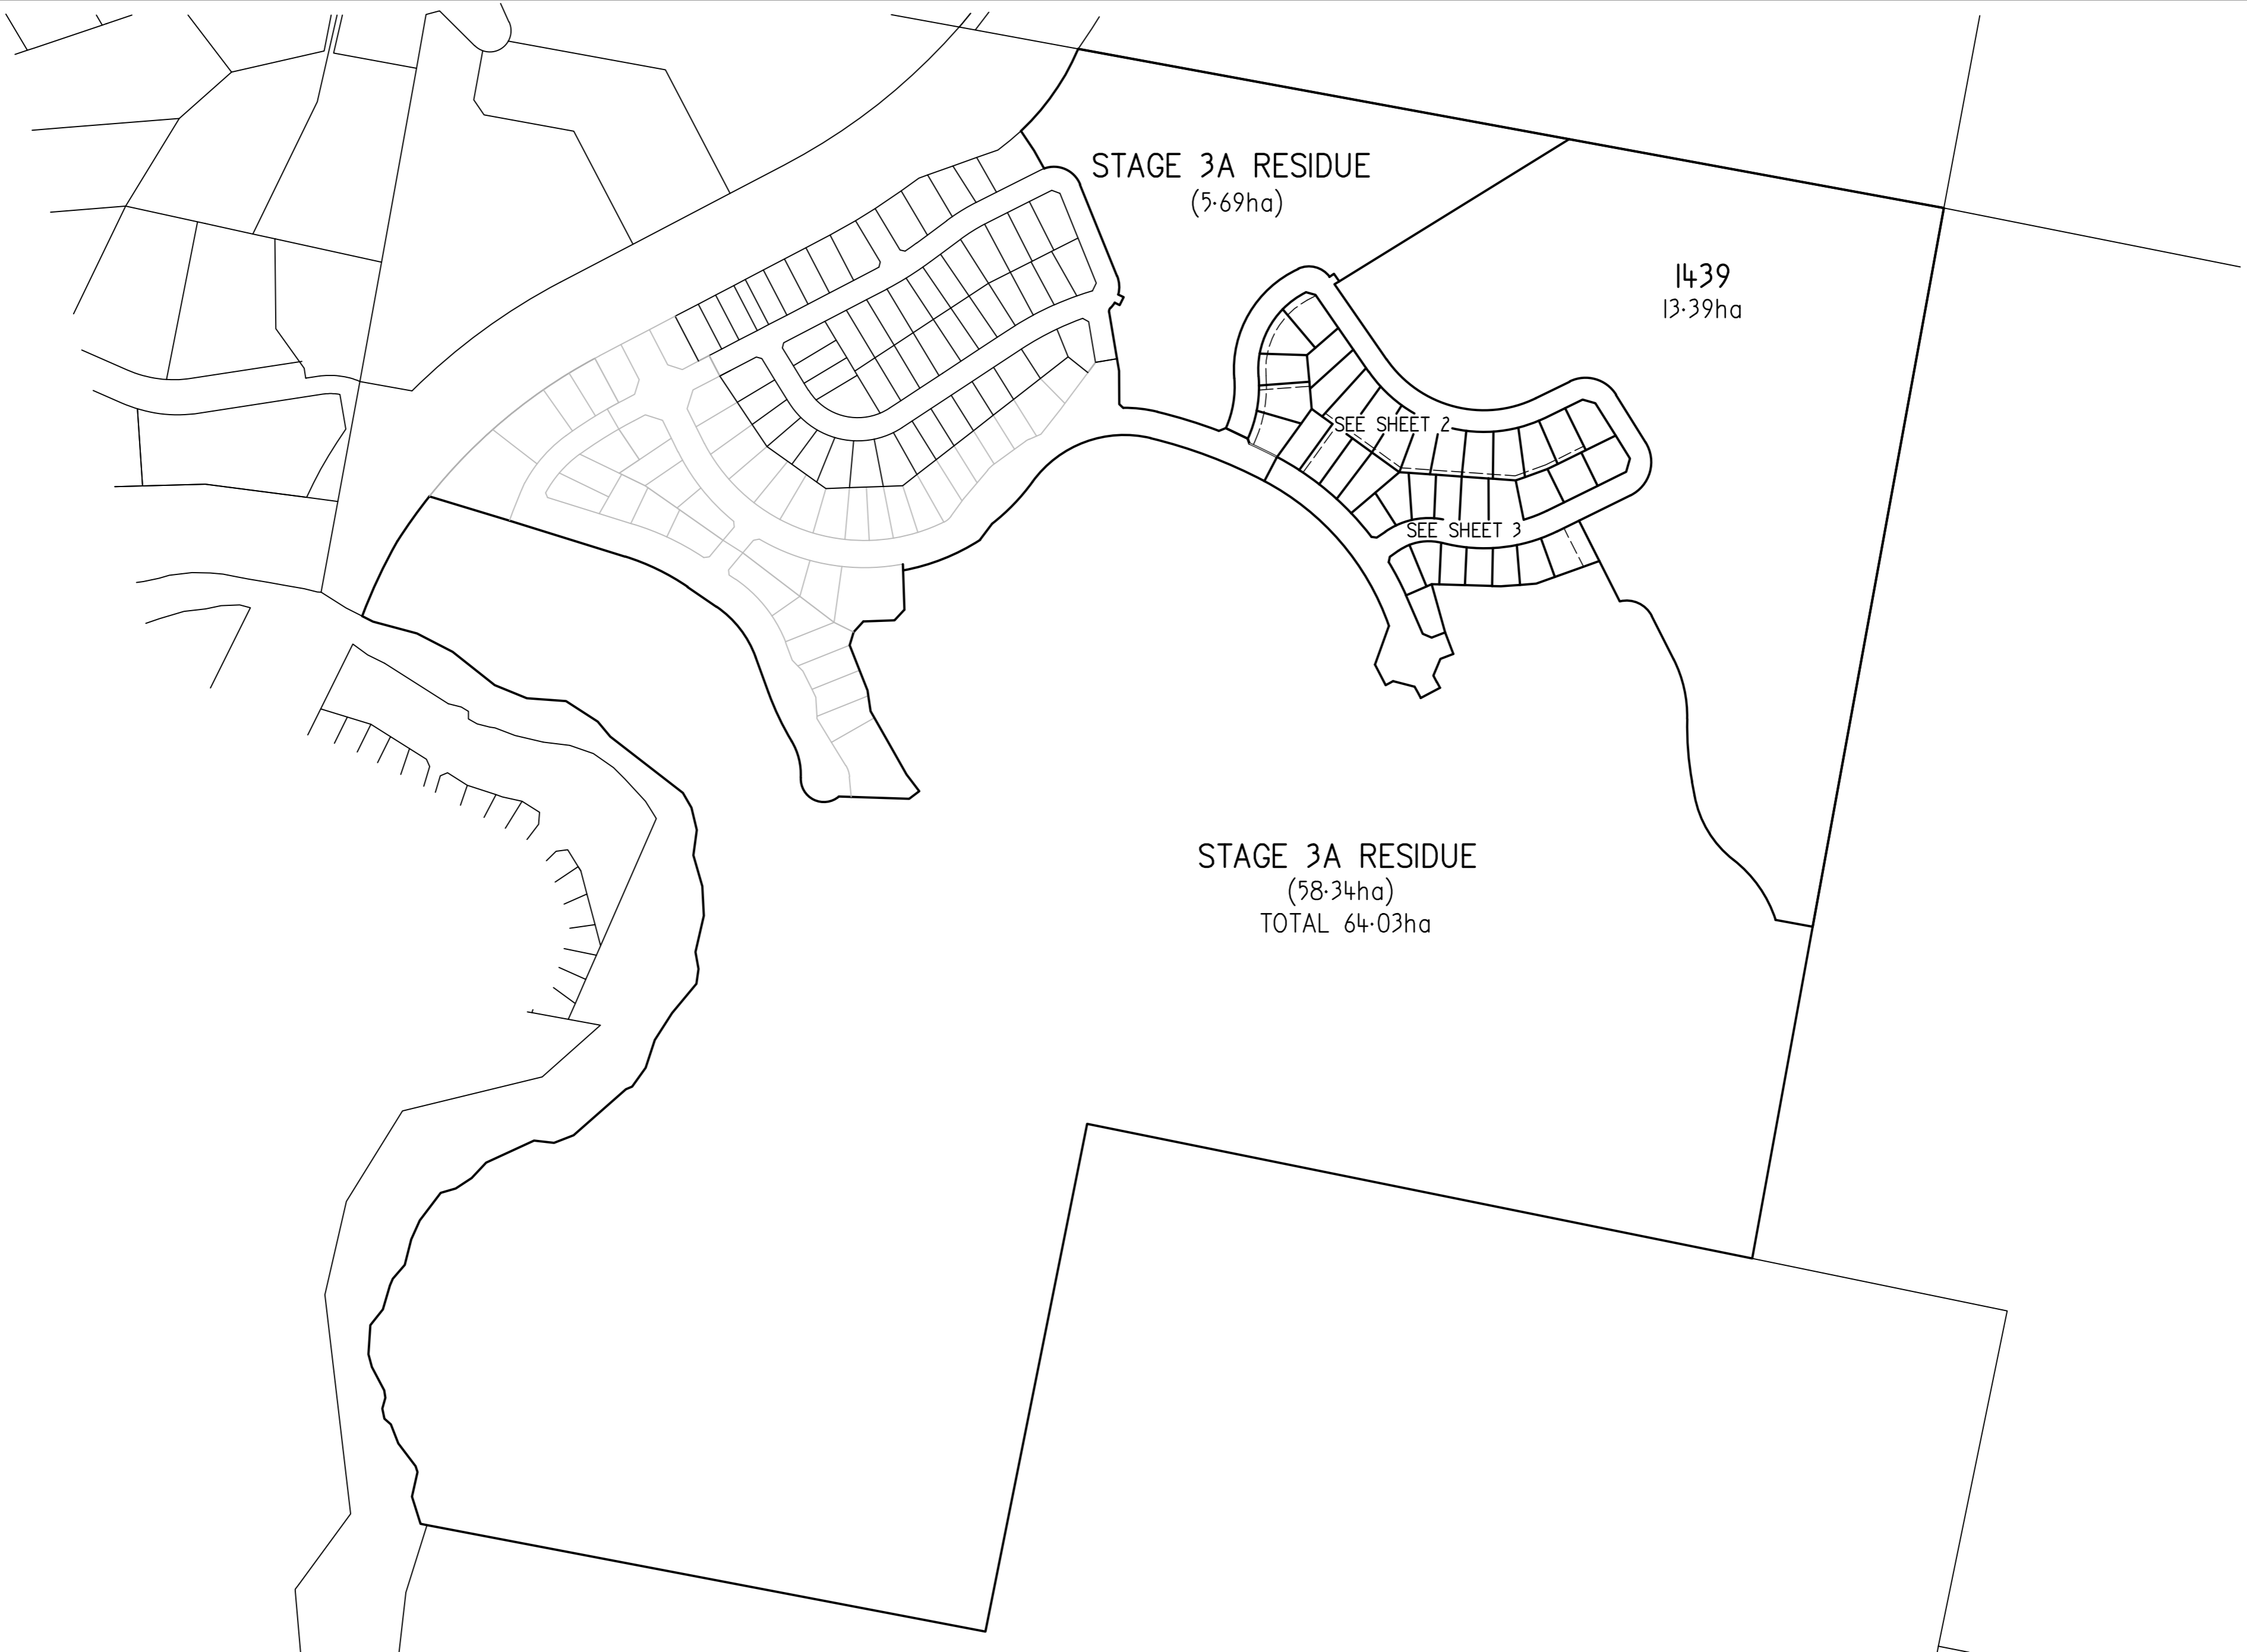 STAGE 3A RESIDUE
(5·69ha)
1439
13·39ha
SEE SHEET 2
SEE SHEET 3
STAGE 3A RESIDUE
(58·34ha)
TOTAL 64·03ha